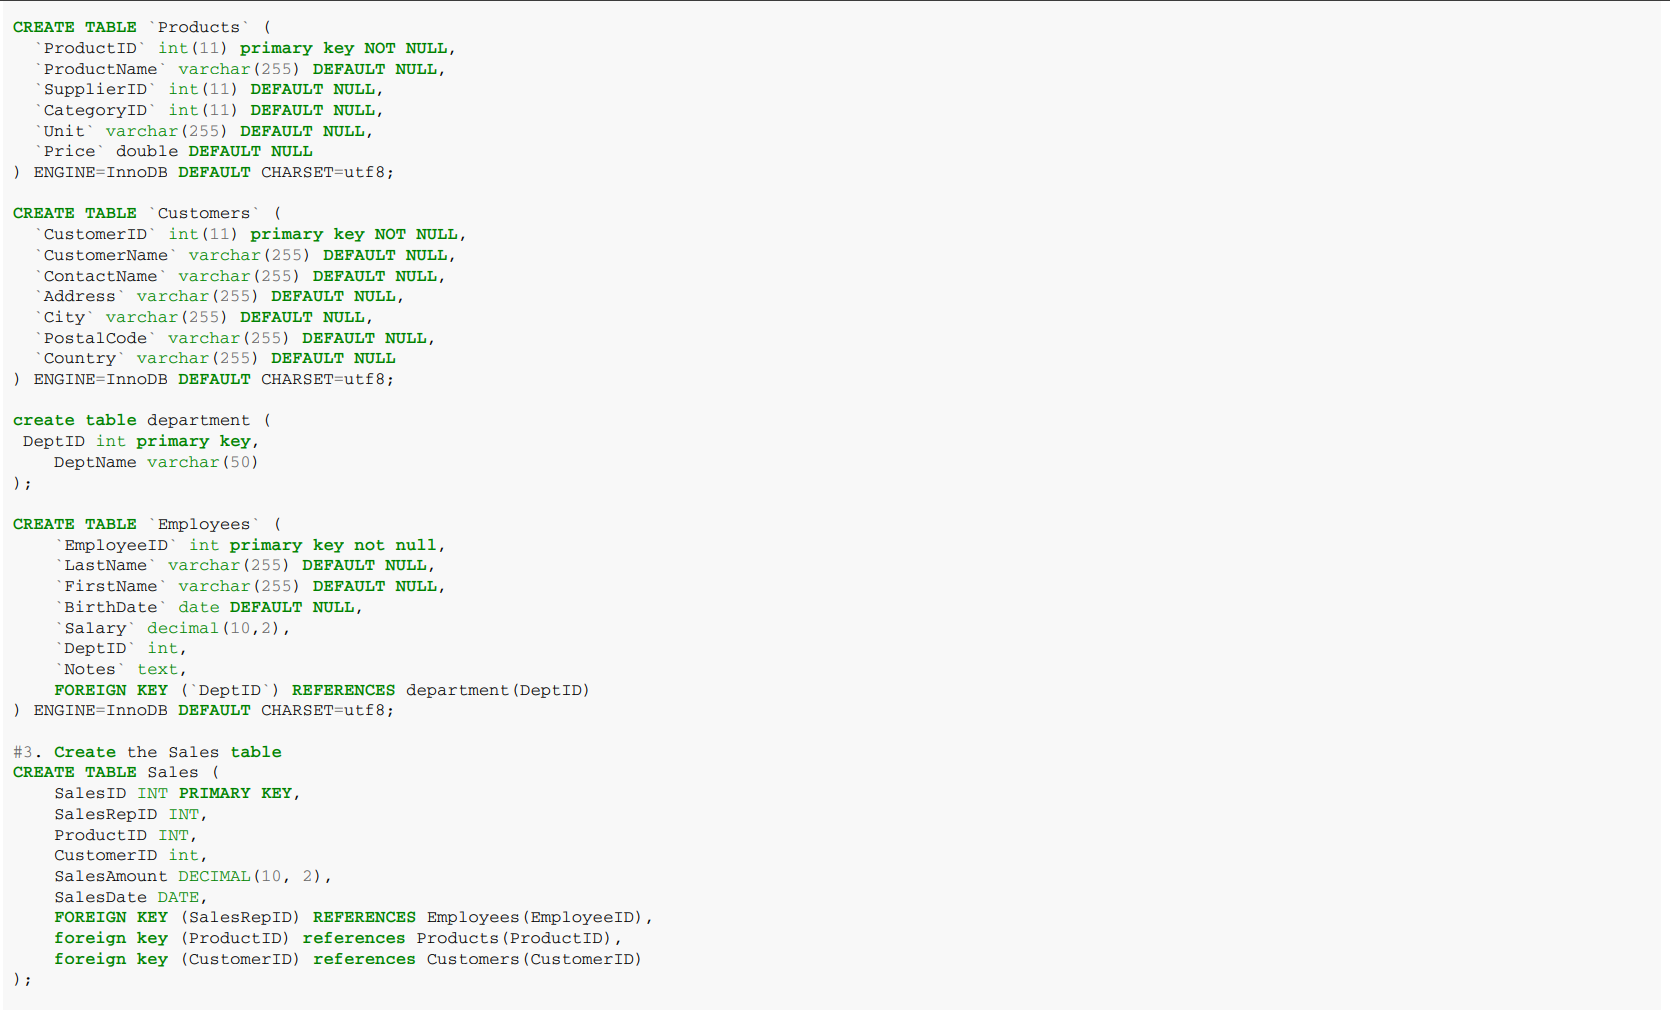 CREATE TABLE `Products` (
  `ProductID` int(11) primary key NOT NULL,
  `ProductName` varchar(255) DEFAULT NULL,
  `SupplierID` int(11) DEFAULT NULL,
  `CategoryID` int(11) DEFAULT NULL,
  `Unit` varchar(255) DEFAULT NULL,
  `Price` double DEFAULT NULL
) ENGINE=InnoDB DEFAULT CHARSET=utf8;

CREATE TABLE `Customers` (
  `CustomerID` int(11) primary key NOT NULL,
  `CustomerName` varchar(255) DEFAULT NULL,
  `ContactName` varchar(255) DEFAULT NULL,
  `Address` varchar(255) DEFAULT NULL,
  `City` varchar(255) DEFAULT NULL,
  `PostalCode` varchar(255) DEFAULT NULL,
  `Country` varchar(255) DEFAULT NULL
) ENGINE=InnoDB DEFAULT CHARSET=utf8;

create table department (
 DeptID int primary key,
    DeptName varchar(50)
);

CREATE TABLE `Employees` (
    `EmployeeID` int primary key not null,
    `LastName` varchar(255) DEFAULT NULL,
    `FirstName` varchar(255) DEFAULT NULL,
    `BirthDate` date DEFAULT NULL,
    `Salary` decimal(10,2),
    `DeptID` int,
    `Notes` text,
    FOREIGN KEY (`DeptID`) REFERENCES department(DeptID)
) ENGINE=InnoDB DEFAULT CHARSET=utf8;

#3. Create the Sales table
CREATE TABLE Sales (
    SalesID INT PRIMARY KEY,
    SalesRepID INT,
    ProductID INT,
    CustomerID int,
    SalesAmount DECIMAL(10, 2),
    SalesDate DATE,
    FOREIGN KEY (SalesRepID) REFERENCES Employees(EmployeeID),
    foreign key (ProductID) references Products(ProductID),
    foreign key (CustomerID) references Customers(CustomerID)
);